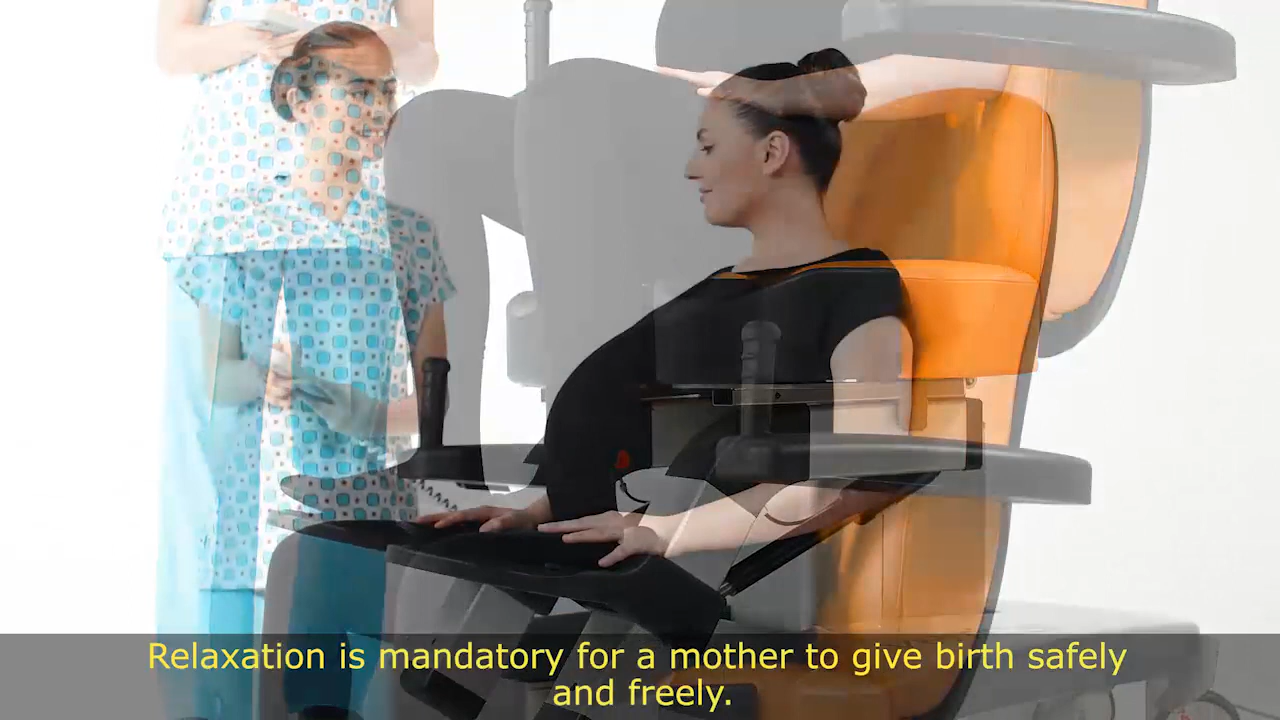 Relaxation is mandatory for a mother to give birth safely
and freely.